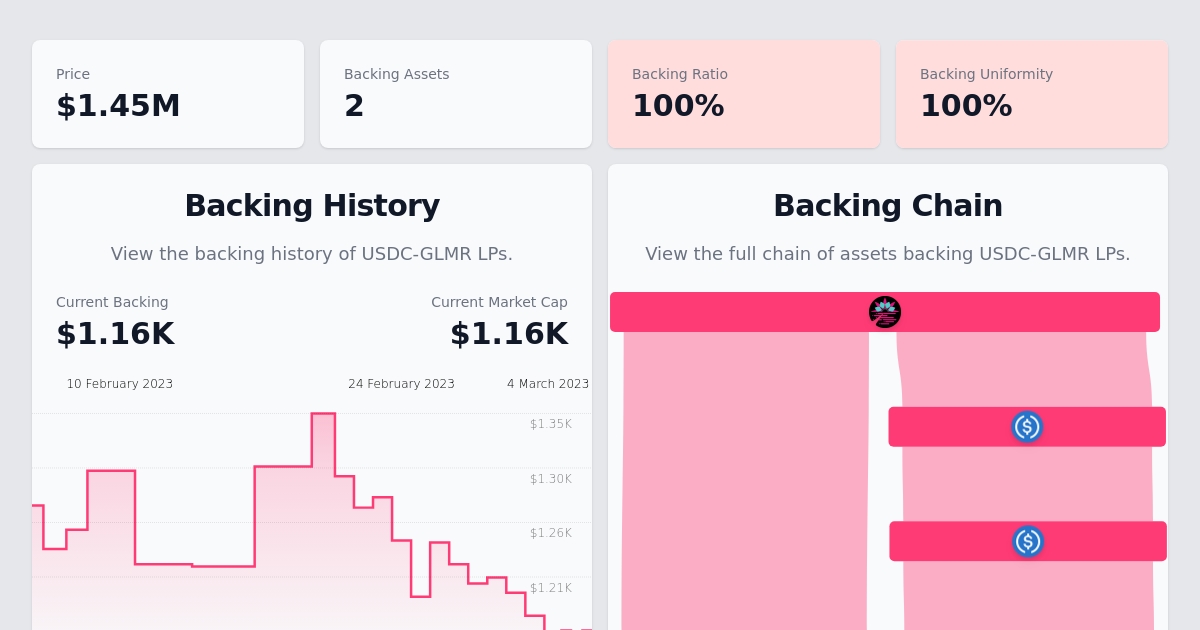 Price
$1.45M
Backing Assets
2
Backing Ratio
100%
Backing Uniformity
100%
Backing History
View the backing history of USDC-GLMR LPs.
Current Backing
$1.16K
Current Market Cap
$1.16K
10 February 2023
24 February 2023
4 March 2023
$1.35K
$1.30K
$1.26K
$1.21K
Backing Chain
View the full chain of assets backing USDC-GLMR LPs.
$
$